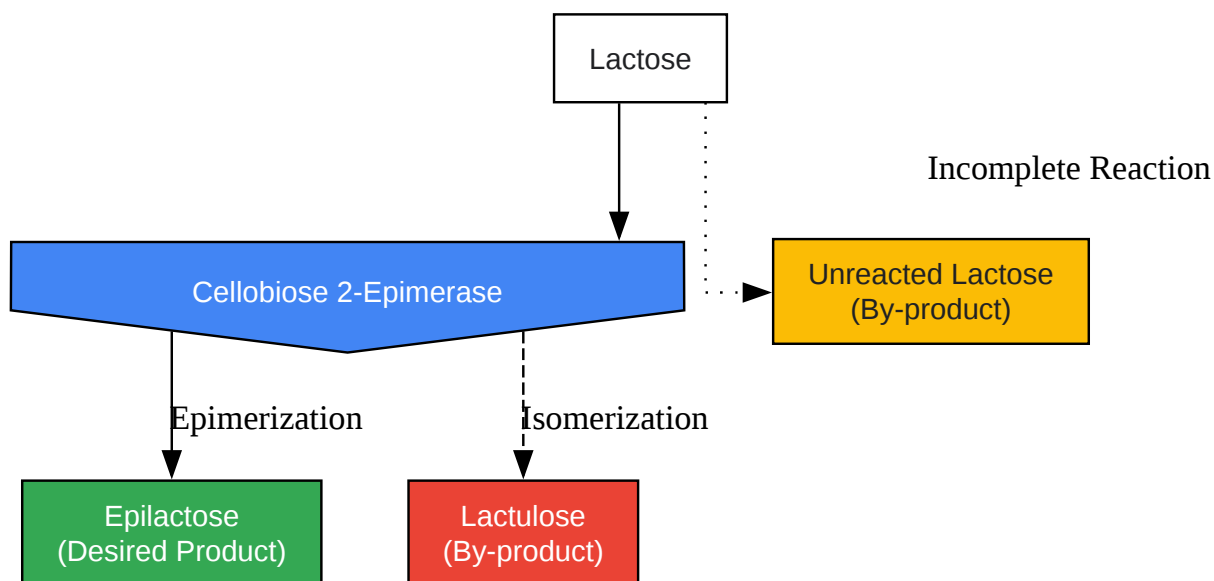 Lactose
Incomplete Reaction
Cellobiose 2-Epimerase
Unreacted Lactose
(By-product)
Epimerization
Isomerization
Epilactose
(Desired Product)
Lactulose
(By-product)